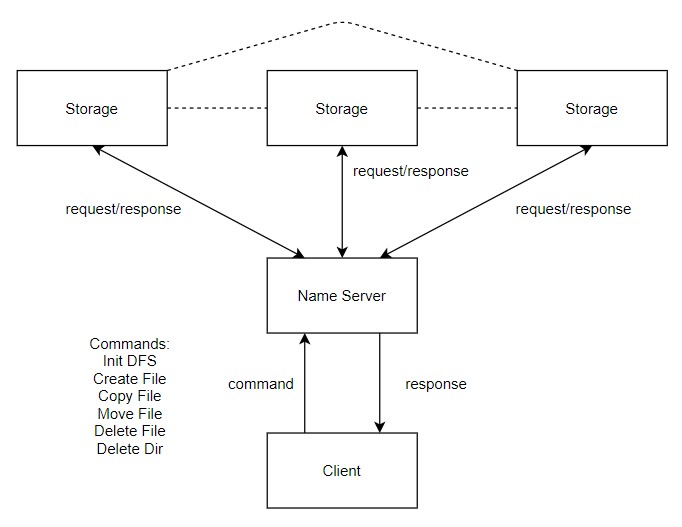 Storage
Storage
Storage
request/response
request/response
request/response
Name Server
Commands:
Init DFS
Create File
Copy File
Move File
Delete File
Delete Dir
command
response
Client